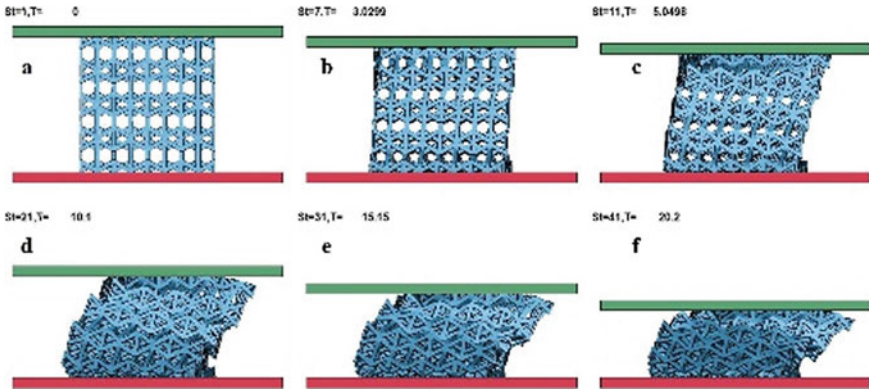 St=1,T= 0
St=7,T= 3.0299
St=11,T= 5.0498
a
b
c
St=21,T= 10.1
St=31,T= 15.15
St=41,T= 20.2
d
e
f